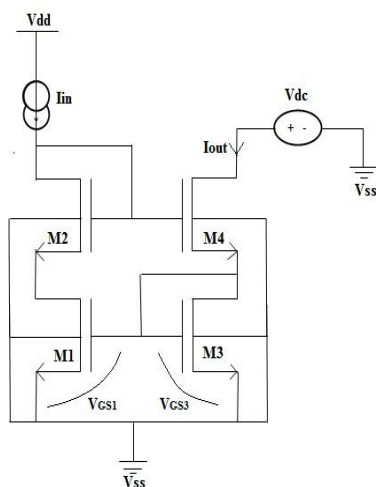 Vdd
Iin
Vdc
+ -
Iout
Vss
M2
M4
M1
M3
VGS1
VGS3
Vss